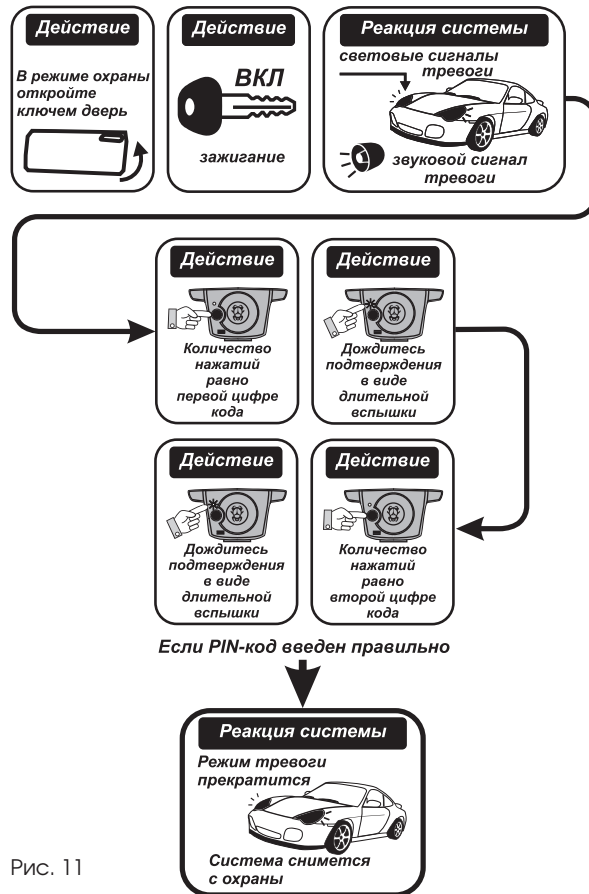 Действие
В режиме охраны
откройте
ключем дверь
Действие
ВКЛ
зажигание
Реакция системы
световые сигналы
тревоги
звуковой сигнал
тревоги
Действие
Количество
нажатий
равно
первой цифре
кода
Действие
Дождитесь
подтверждения
в виде
длительной
вспышки
Действие
Дождитесь
подтверждения
в виде
длительной
вспышки
Действие
Количество
нажатий
равно
второй цифре
кода
Если PIN-код введен правильно
Реакция системы
Режим тревоги
прекратится
Система снимется
с охраны
Рис. 11